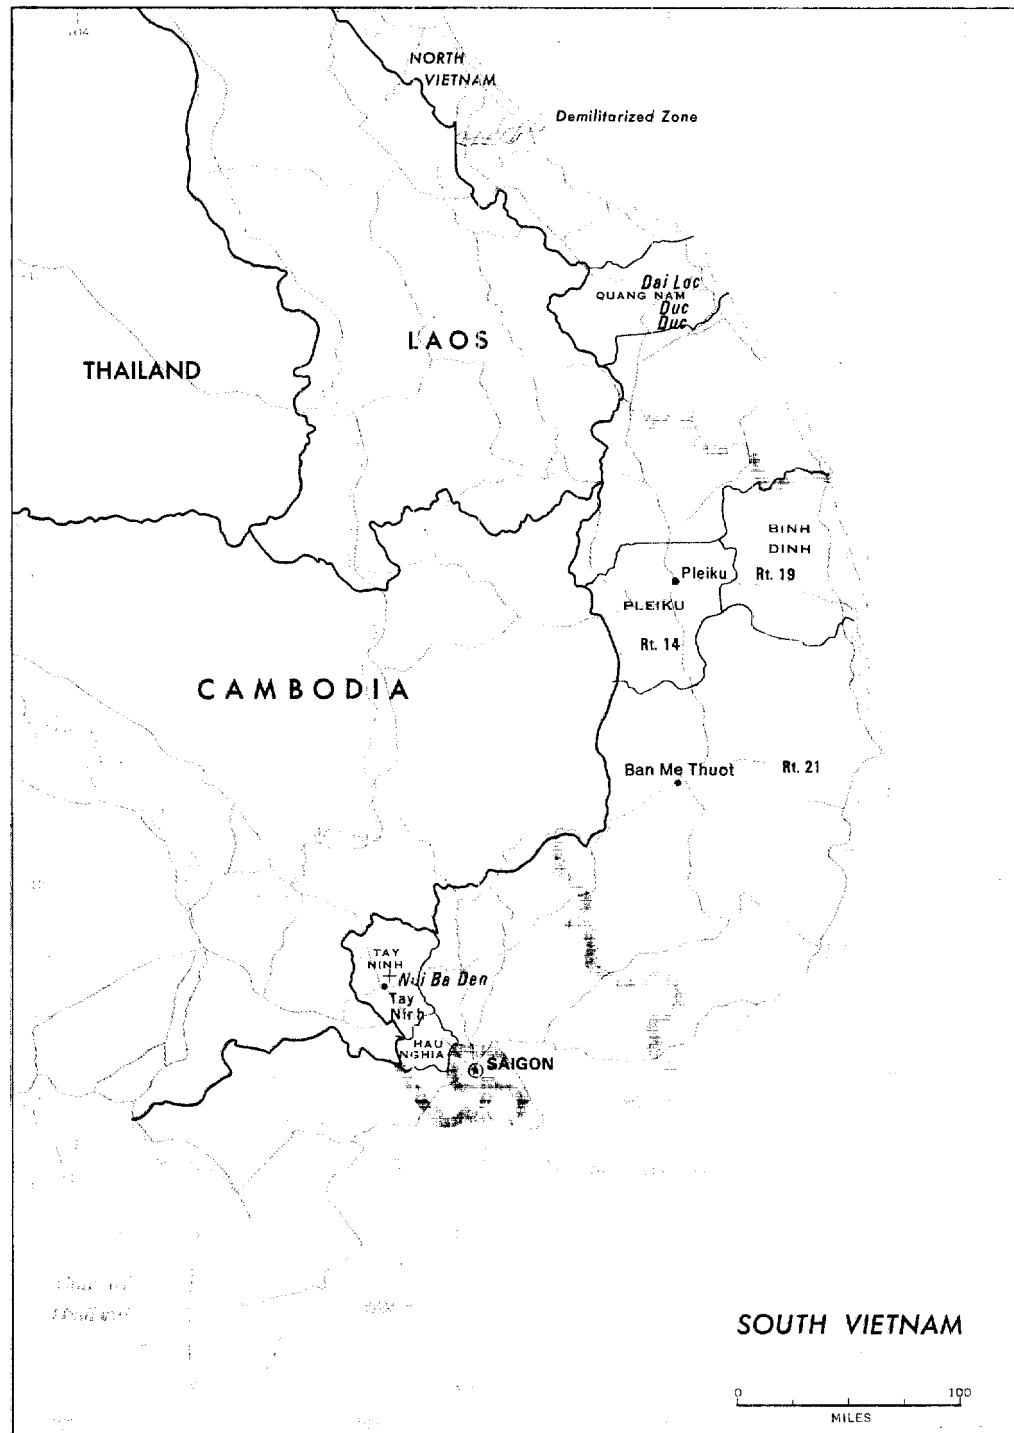 104
NORTH
VIETNAM
Demilitarized Zone
Dai Loc
QUANG NAM
Duc
Duc
LAOS
THAILAND
BINH
DINH
Pleiku
Rt. 19
PLEIKU
Rt. 14
CAMBODIA
Ban Me Thuot
Rt. 21
TAY
NINH
Nui Ba Den
Tay
Ninh
HAU
NGHIA
SAIGON
SOUTH VIETNAM
0 100
MILES